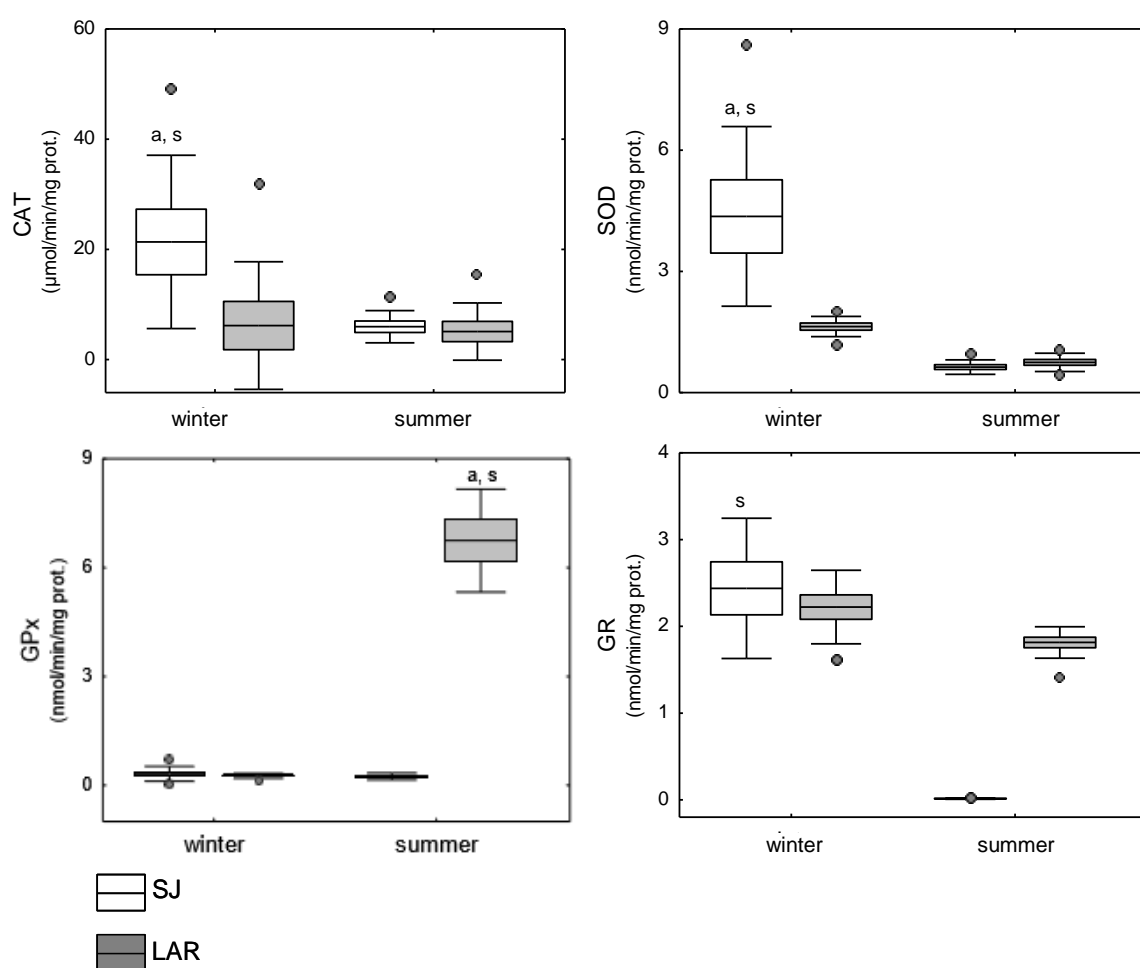 60
40
20
0
CAT
(µmol/min/mg prot.)
a, s
winter
summer
9
6
3
0
SOD
(nmol/min/mg prot.)
a, s
winter
summer
9
6
3
0
GPx
(nmol/min/mg prot.)
a, s
winter
summer
4
3
2
1
0
GR
(nmol/min/mg prot.)
s
winter
summer
SJ
LAR